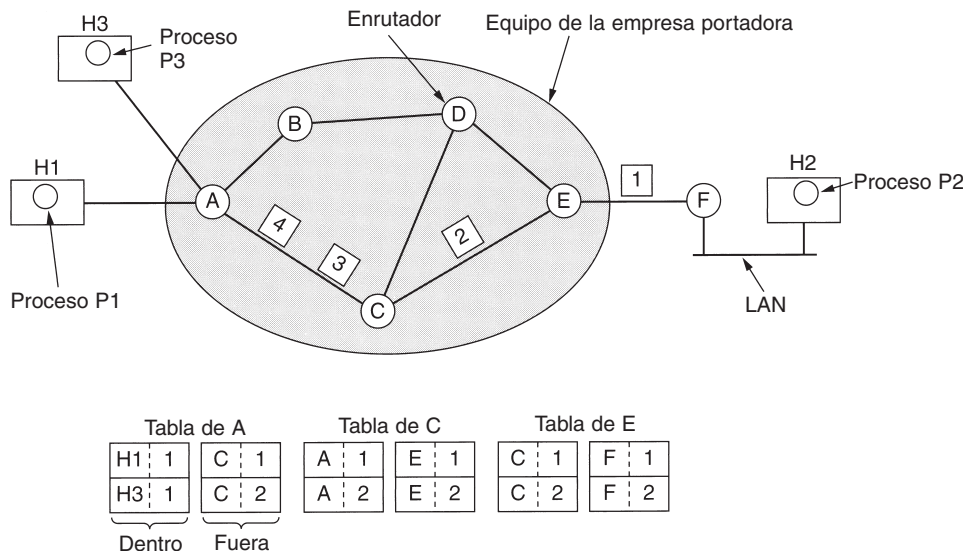 H3
Proceso
P3
Enrutador
Equipo de la empresa portadora
B
D
H1
A
E
1
F
H2
Proceso P2
4
3
2
C
Proceso P1
LAN
Tabla de A
Tabla de C
Tabla de E
H1 1 C 1 A 1 E 1 C 1 F 1
H3 1 C 2 A 2 E 2 C 2 F 2
Dentro Fuera